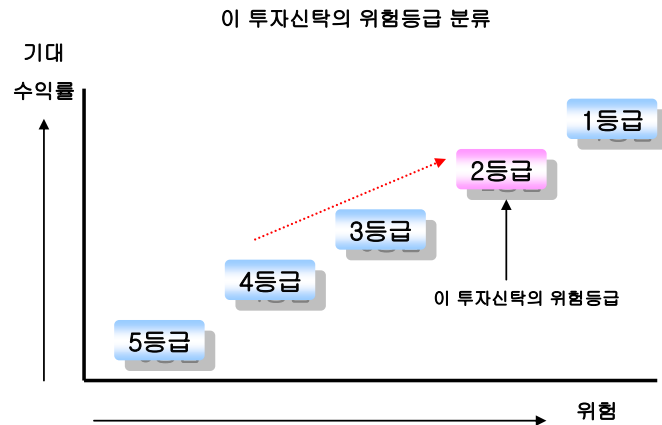 이 투자신탁의 위험등급 분류
기대
수익률
1등급
2등급
3등급
4등급
이 투자신탁의 위험등급
5등급
위험